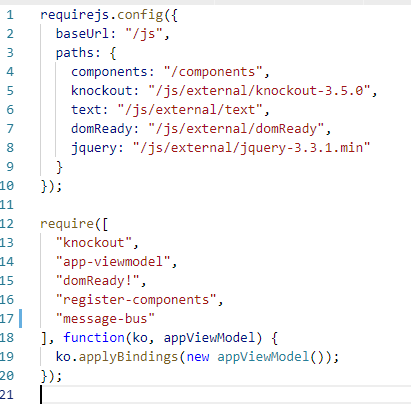 1 requirejs.config({
2   baseUrl: "/js",
3   paths: {
4     components: "/components",
5     knockout: "/js/external/knockout-3.5.0",
6     text: "/js/external/text",
7     domReady: "/js/external/domReady",
8     jquery: "/js/external/jquery-3.3.1.min"
9   }
10 });
11
12 require([
13   "knockout",
14   "app-viewmodel",
15   "domReady!",
16   "register-components",
17   "message-bus"
18 ], function(ko, appViewModel) {
19   ko.applyBindings(new appViewModel());
20 });
21